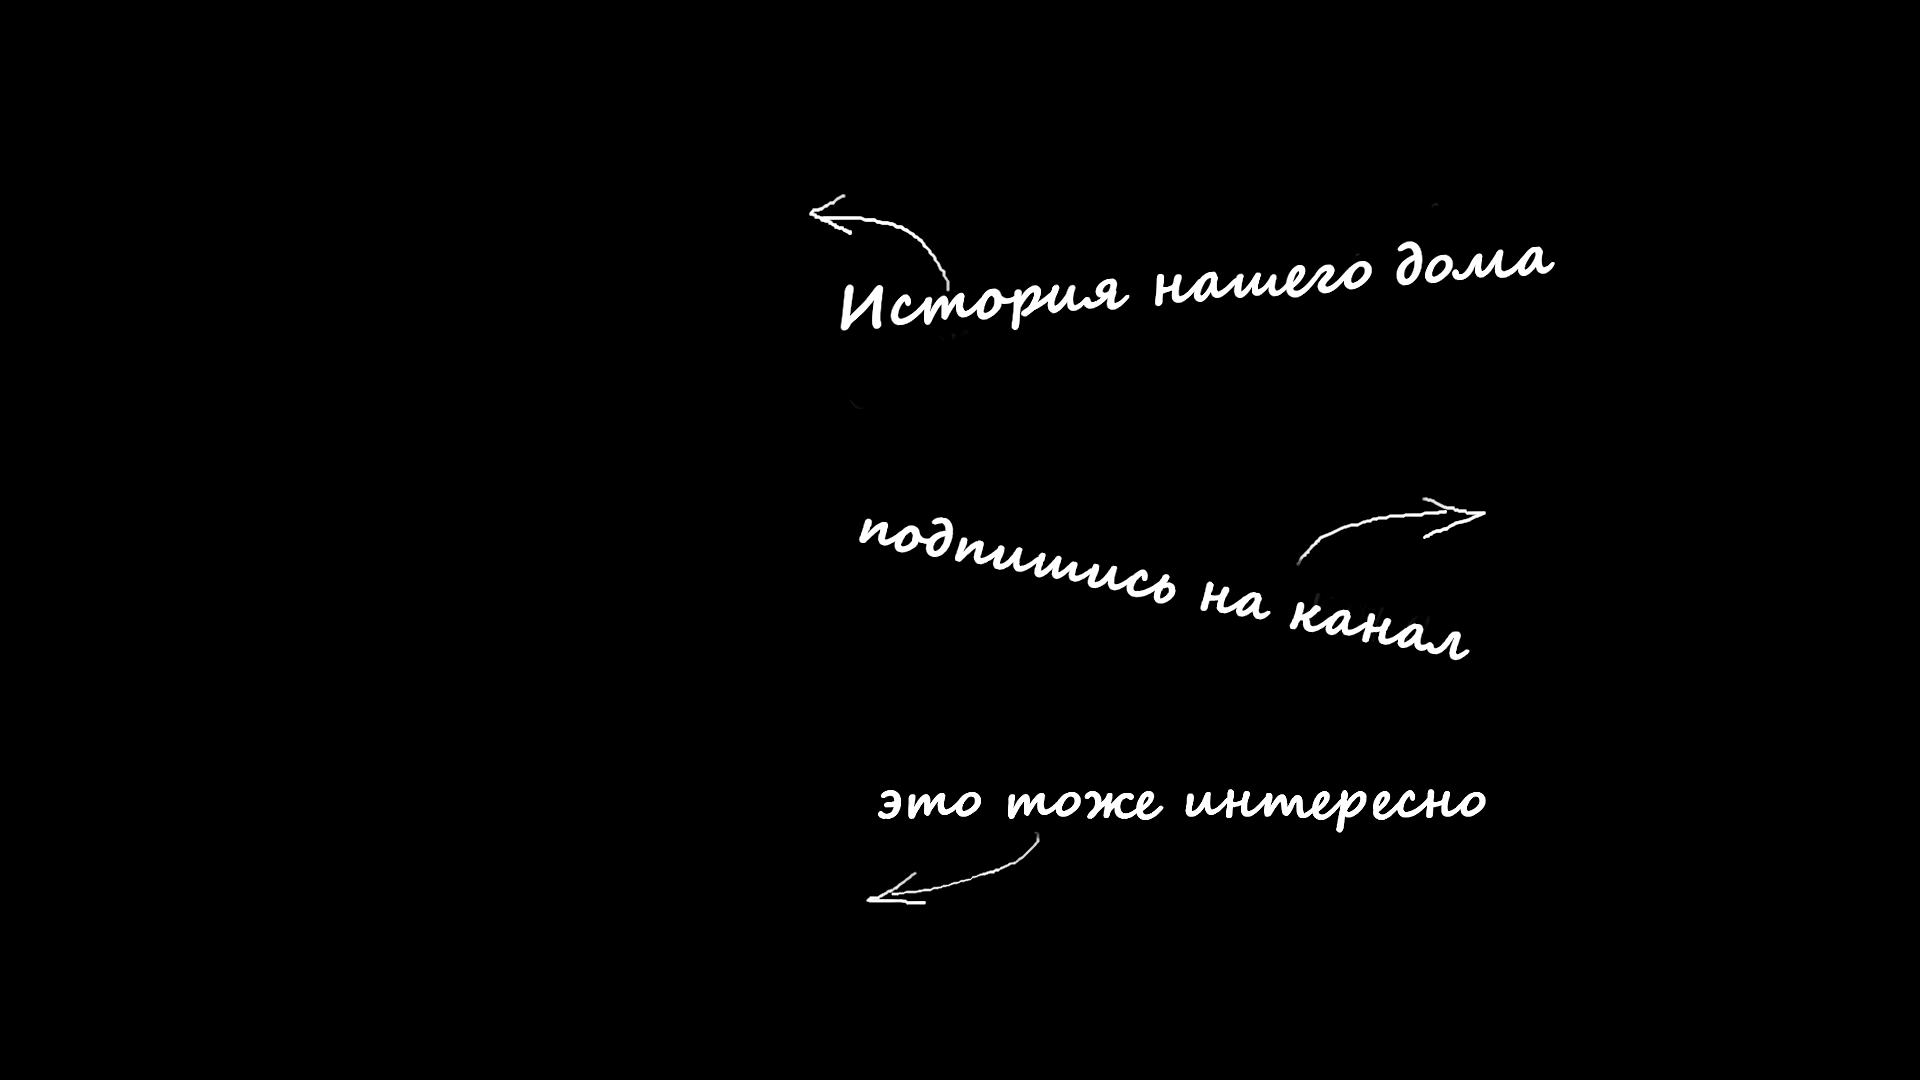 История нашего дома
подпишись на канал
это тоже интересно